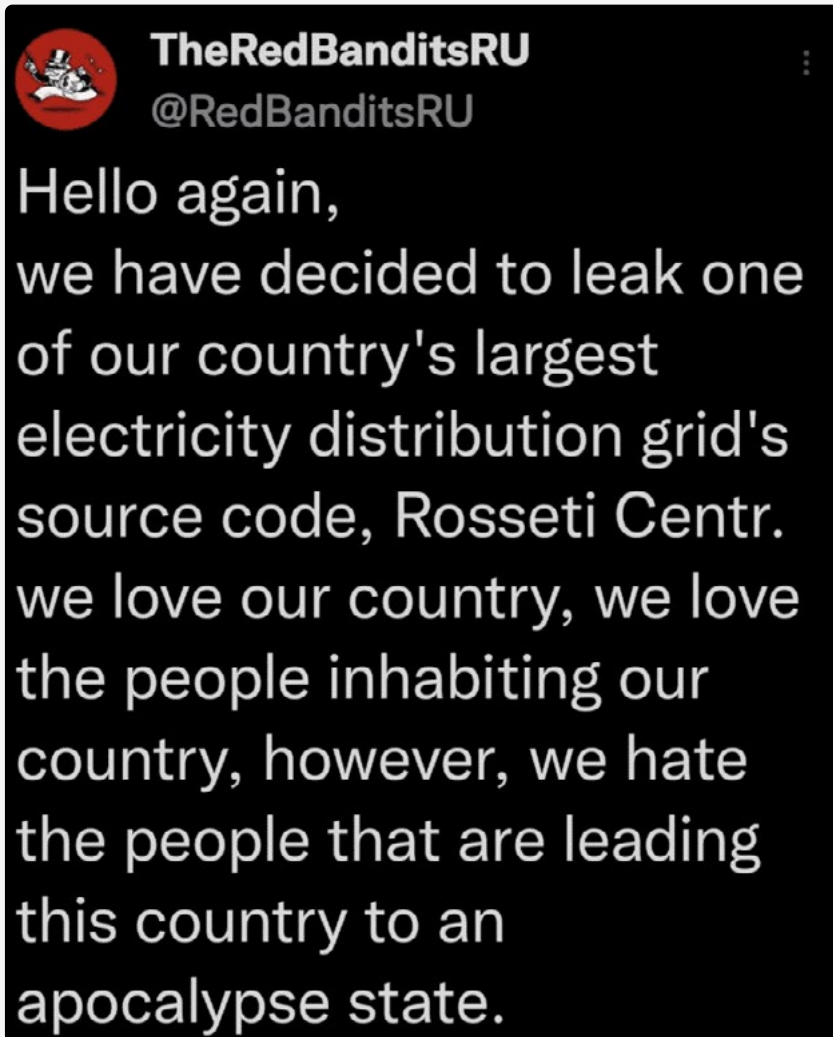 TheRedBanditsRU
@RedBanditsRU
Hello again,
we have decided to leak one
of our country's largest
electricity distribution grid's
source code, Rosseti Centr.
we love our country, we love
the people inhabiting our
country, however, we hate
the people that are leading
this country to an
apocalypse state.